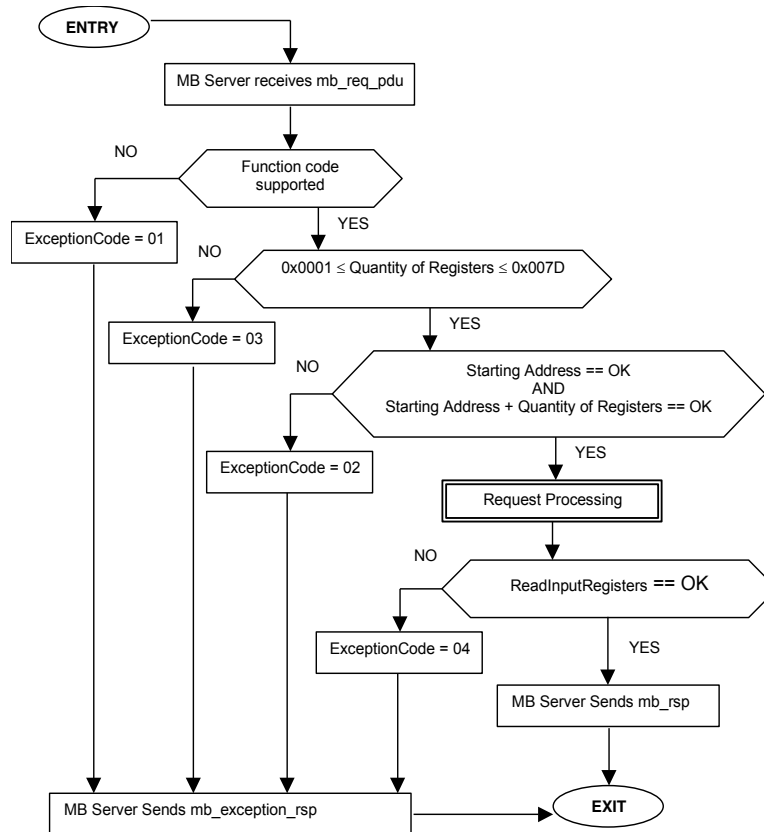 ENTRY
MB Server receives mb_req_pdu
NO
Function code
supported
YES
ExceptionCode = 01
NO
0x0001 ≤ Quantity of Registers ≤ 0x007D
YES
ExceptionCode = 03
NO
Starting Address == OK
AND
Starting Address + Quantity of Registers == OK
YES
ExceptionCode = 02
Request Processing
NO
ReadInputRegisters == OK
YES
ExceptionCode = 04
MB Server Sends mb_rsp
MB Server Sends mb_exception_rsp
EXIT